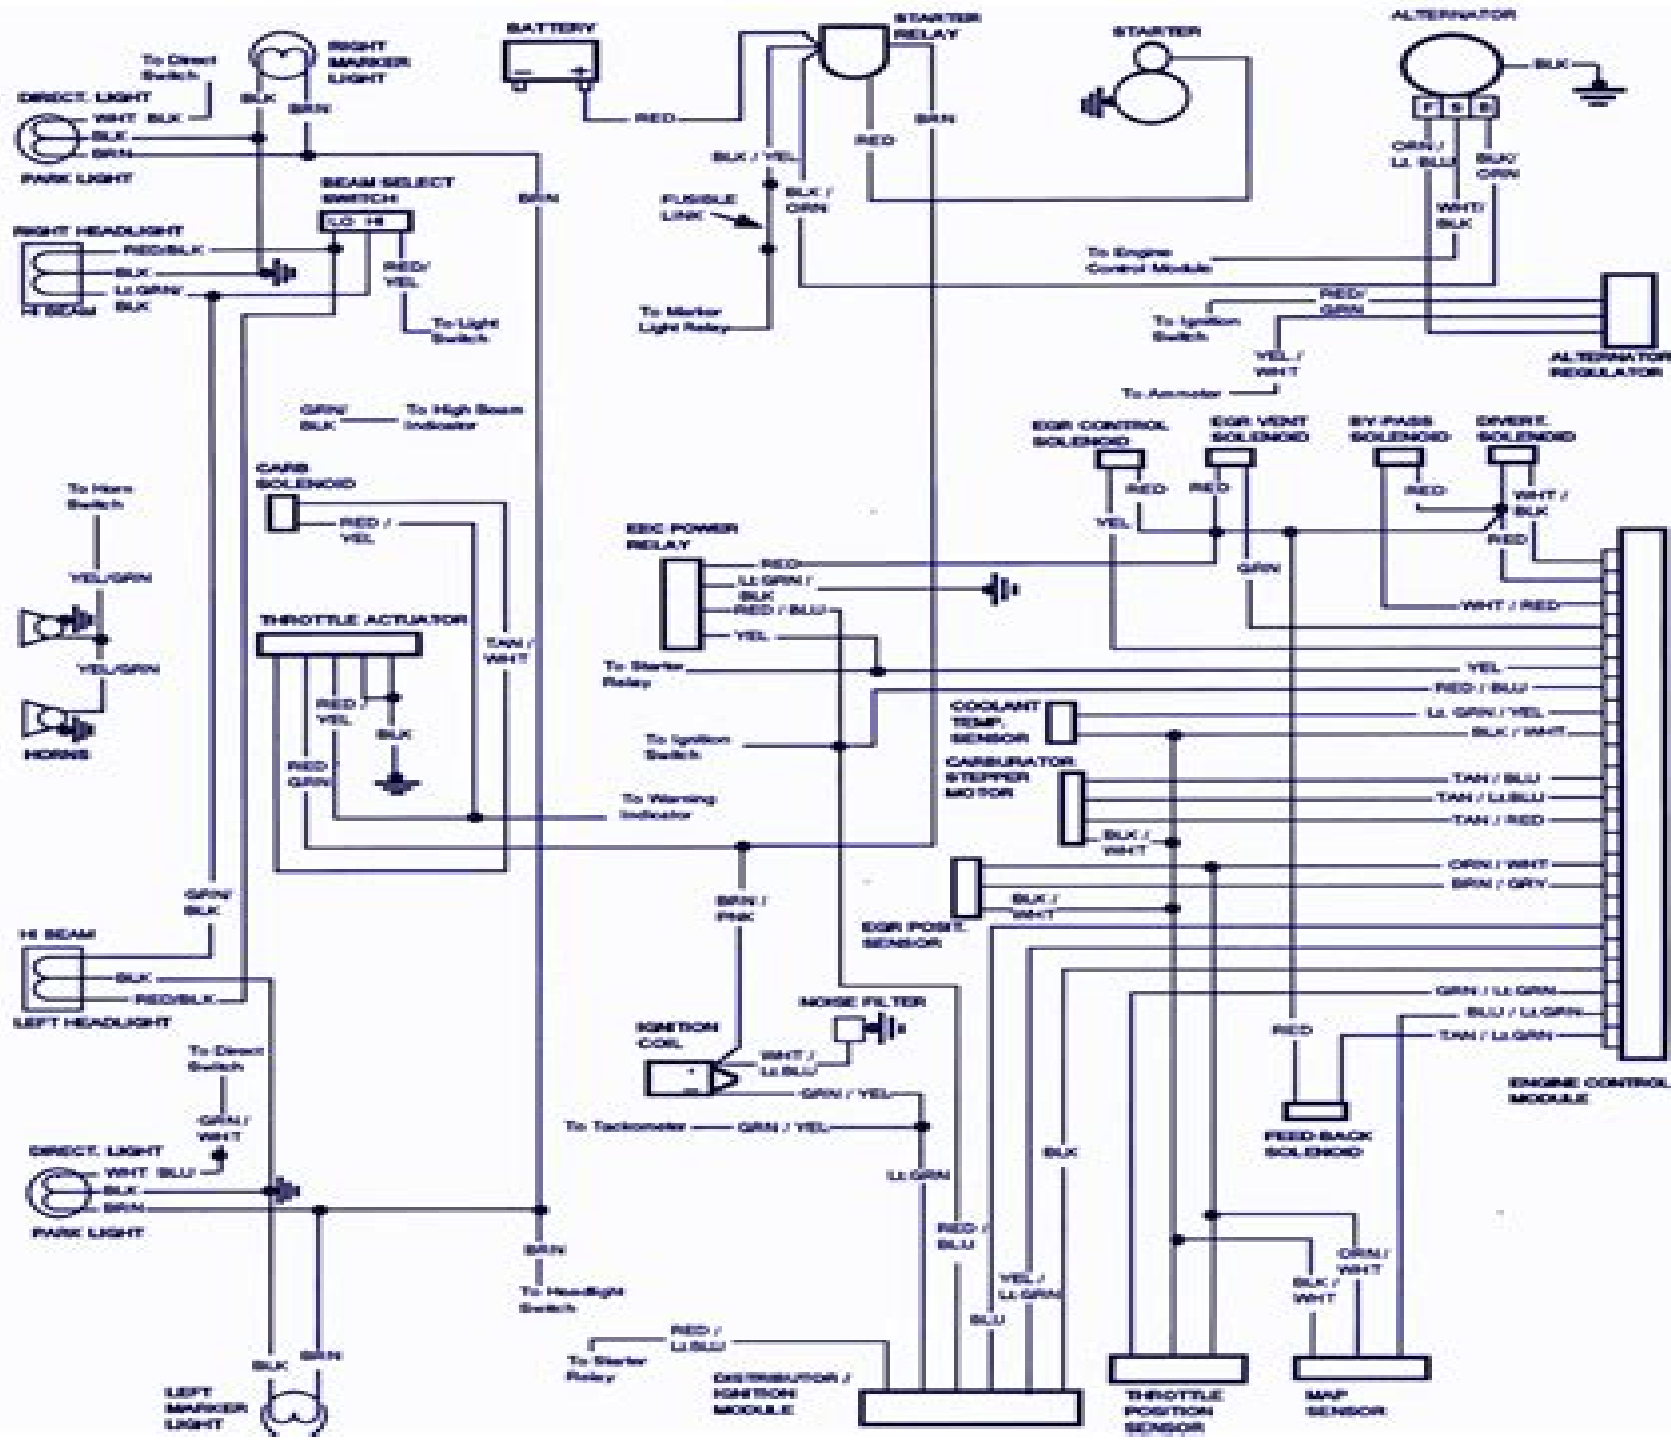 BATTERY
STARTER
RELAY
STARTER
ALTERNATOR
To Direct
Switch
RIGHT
MARKER
LIGHT
BLK
DIRECT. LIGHT
BLK
BRN
WHT BLK
BLK
BRN
PARK LIGHT
RED
BRN
RED
F S B
ORN /
Lt. BLU
BLK/
ORN
WHT/
BLK
BLK / YEL
BLK /
ORN
FUSIBLE
LINK
BEAM SELECT
SWITCH
LO HI
BRN
RIGHT HEADLIGHT
RED/BLK
BLK
Lt.GRN/
BLK
HI BEAM
RED/
YEL
To Light
Switch
To Marker
Light Relay
To Engine
Control Module
To Ignition
Switch
RED/
GRN
YEL /
WHT
To Ammeter
ALTERNATOR
REGULATOR
GRN/
BLK
To High Beam
Indicator
EGR CONTROL
SOLENOID
EGR VENT
SOLENOID
BY-PASS
SOLENOID
DIVERT.
SOLENOID
CARB
SOLENOID
RED /
YEL
To Horn
Switch
RED
RED
RED
WHT /
BLK
YEL
RED
EEC POWER
RELAY
RED
Lt GRN /
BLK
RED / BLU
YEL
GRN
WHT / RED
YEL/GRN
YEL/GRN
HORNS
THROTTLE ACTUATOR
TAN /
WHT
RED /
YEL
BLK
RED
GRN
To Starter
Relay
YEL
RED / BLU
Lt. GRN / YEL
BLK / WHT
COOLANT
TEMP.
SENSOR
To Ignition
Switch
CARBURATOR
STEPPER
MOTOR
TAN / BLU
TAN / Lt.BLU
TAN / RED
BLK /
WHT
To Warning
Indicator
ORN / WHT
BRN / GRY
BLK /
WHT
EGR POSIT.
SENSOR
BRN /
PNK
GRN/
BLK
HI BEAM
BLK
RED/BLK
LEFT HEADLIGHT
NOISE FILTER
IGNITION
COIL
WHT /
Lt.BLU
GRN / YEL
To Tackometer
GRN / YEL
GRN / Lt.GRN
BLU / Lt.GRN
TAN / Lt.GRN
RED
ENGINE CONTROL
MODULE
FEED BACK
SOLENOID
To Direct
Switch
GRN/
WHT
DIRECT. LIGHT
WHT BLU
BLK
BRN
PARK LIGHT
BLK
Lt.GRN
RED /
BLU
YEL /
Lt.GRN
BLU
BRN
To Headlight
Switch
ORN/
WHT
BLK /
WHT
BLK
BRN
LEFT
MARKER
LIGHT
RED /
Lt.BLU
To Starter
Relay
DISTRIBUTOR /
IGNITION
MODULE
THROTTLE
POSITION
SENSOR
MAP
SENSOR